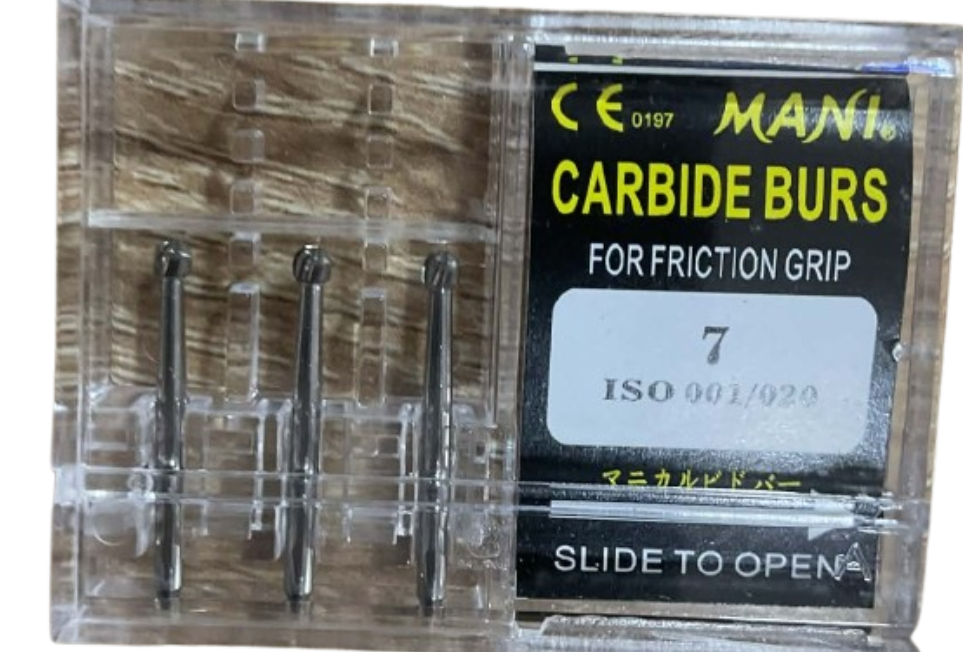 CE 0197 MANI®
CARBIDE BURS
FOR FRICTION GRIP
7
ISO 001/020
マニカルビドバー
SLIDE TO OPEN